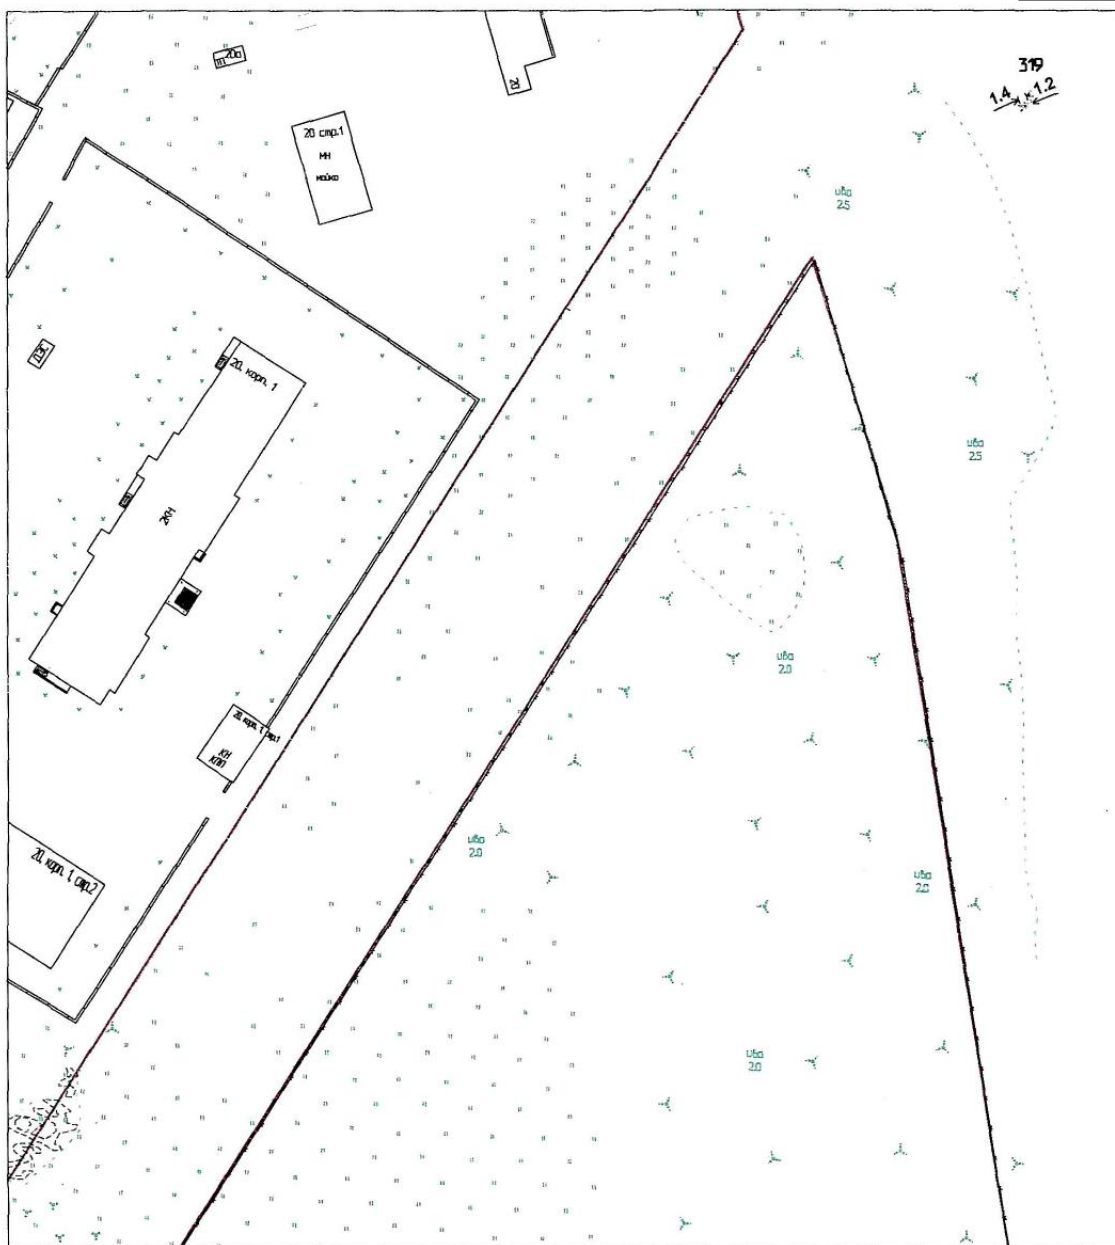 20а
20
319
1.4
1.2
20 стр.1
МН
мойка
ива
2.5
20, корп. 1
ива
2.5
2КН
ива
2.0
20, корп. 1, стр.1
КН
КПП
ива
2.0
20, корп. 1, стр.2
ива
2.0
ива
2.0